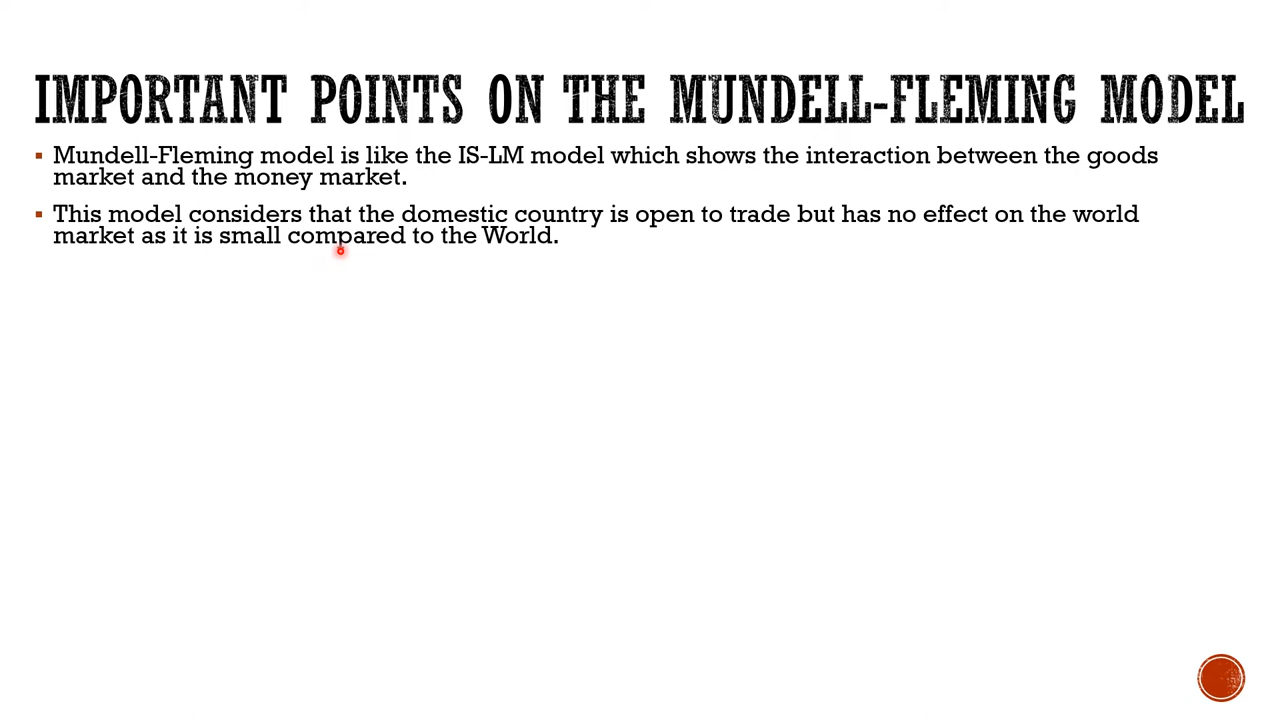 IMPORTANT POINTS ON THE MUNDELL-FLEMING MODEL
▪ Mundell-Fleming model is like the IS-LM model which shows the interaction between the goods
market and the money market.
▪ This model considers that the domestic country is open to trade but has no effect on the world
market as it is small compared to the World.